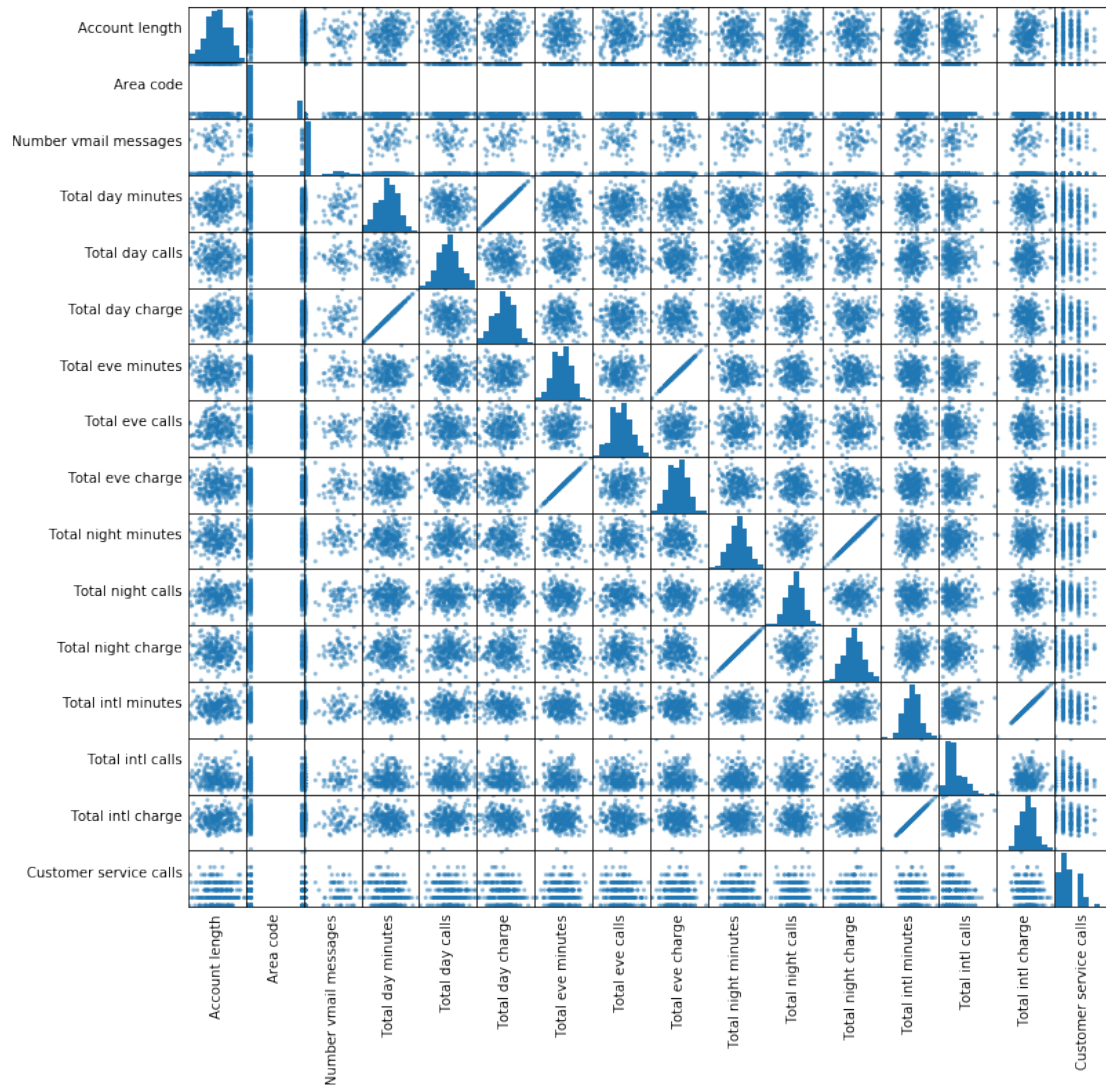 Account length
Area code
Number vmail messages
Total day minutes
Total day calls
Total day charge
Total eve minutes
Total eve calls
Total eve charge
Total night minutes
Total night calls
Total night charge
Total intl minutes
Total intl calls
Total intl charge
Customer service calls
Account length
Area code
Number vmail messages
Total day minutes
Total day calls
Total day charge
Total eve minutes
Total eve calls
Total eve charge
Total night minutes
Total night calls
Total night charge
Total intl minutes
Total intl calls
Total intl charge
Customer service calls